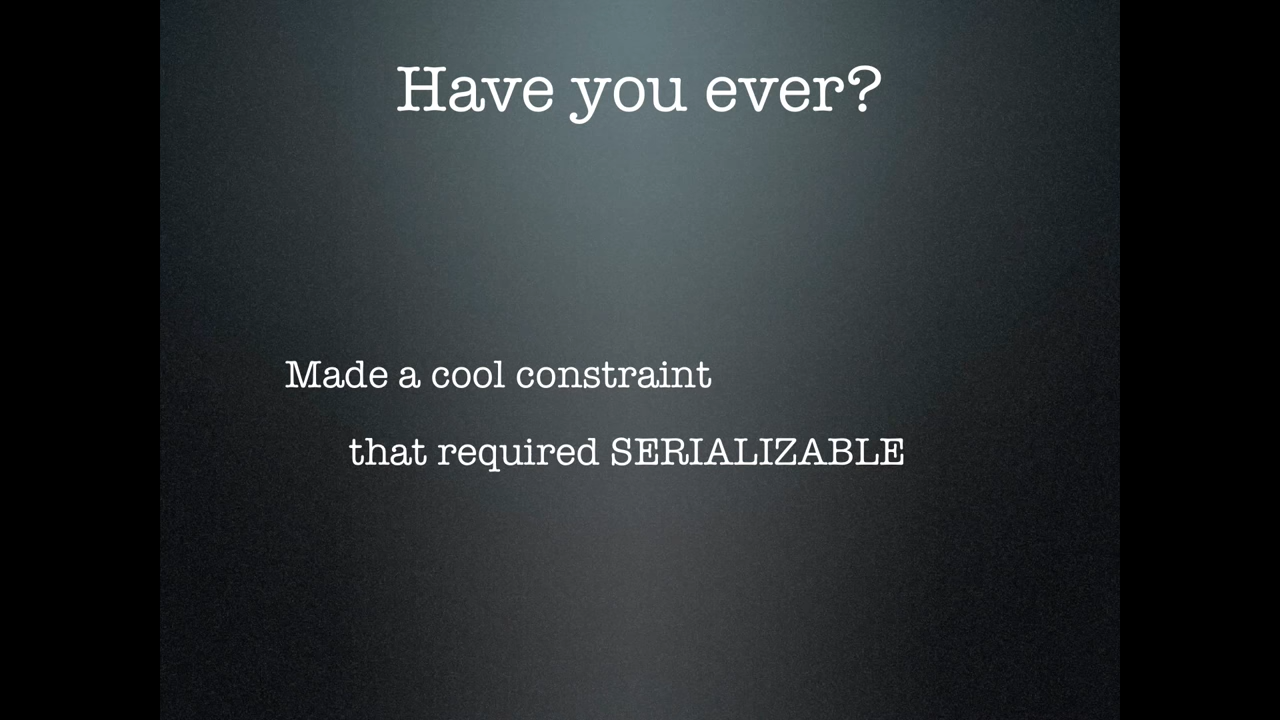 Have you ever?
Made a cool constraint
that required SERIALIZABLE